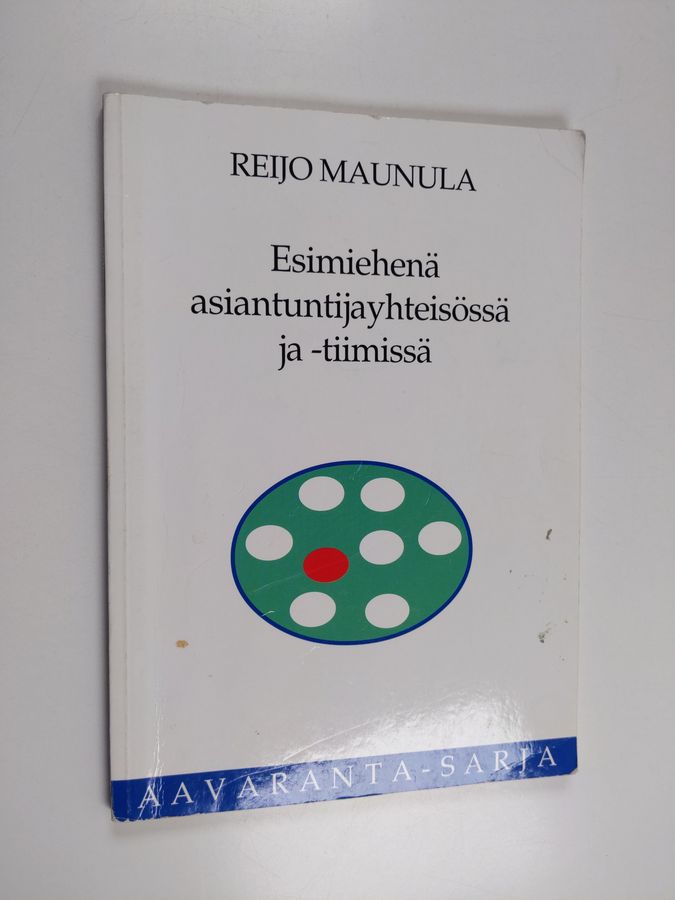 REIJO MAUNULA
Esimiehenä
asiantuntijayhteisössä
ja -tiimissä
AAVARANTA-SARJA